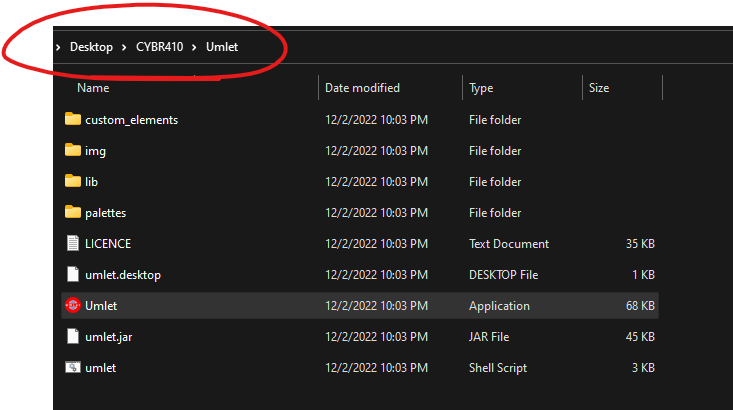 › Desktop › CYBR410 › Umlet
Name Date modified Type Size
custom_elements 12/2/2022 10:03 PM File folder
img 12/2/2022 10:03 PM File folder
lib 12/2/2022 10:03 PM File folder
palettes 12/2/2022 10:03 PM File folder
LICENCE 12/2/2022 10:03 PM Text Document 35 KB
umlet.desktop 12/2/2022 10:03 PM DESKTOP File 1 KB
Umlet 12/2/2022 10:03 PM Application 68 KB
umlet.jar 12/2/2022 10:03 PM JAR File 45 KB
umlet 12/2/2022 10:03 PM Shell Script 3 KB